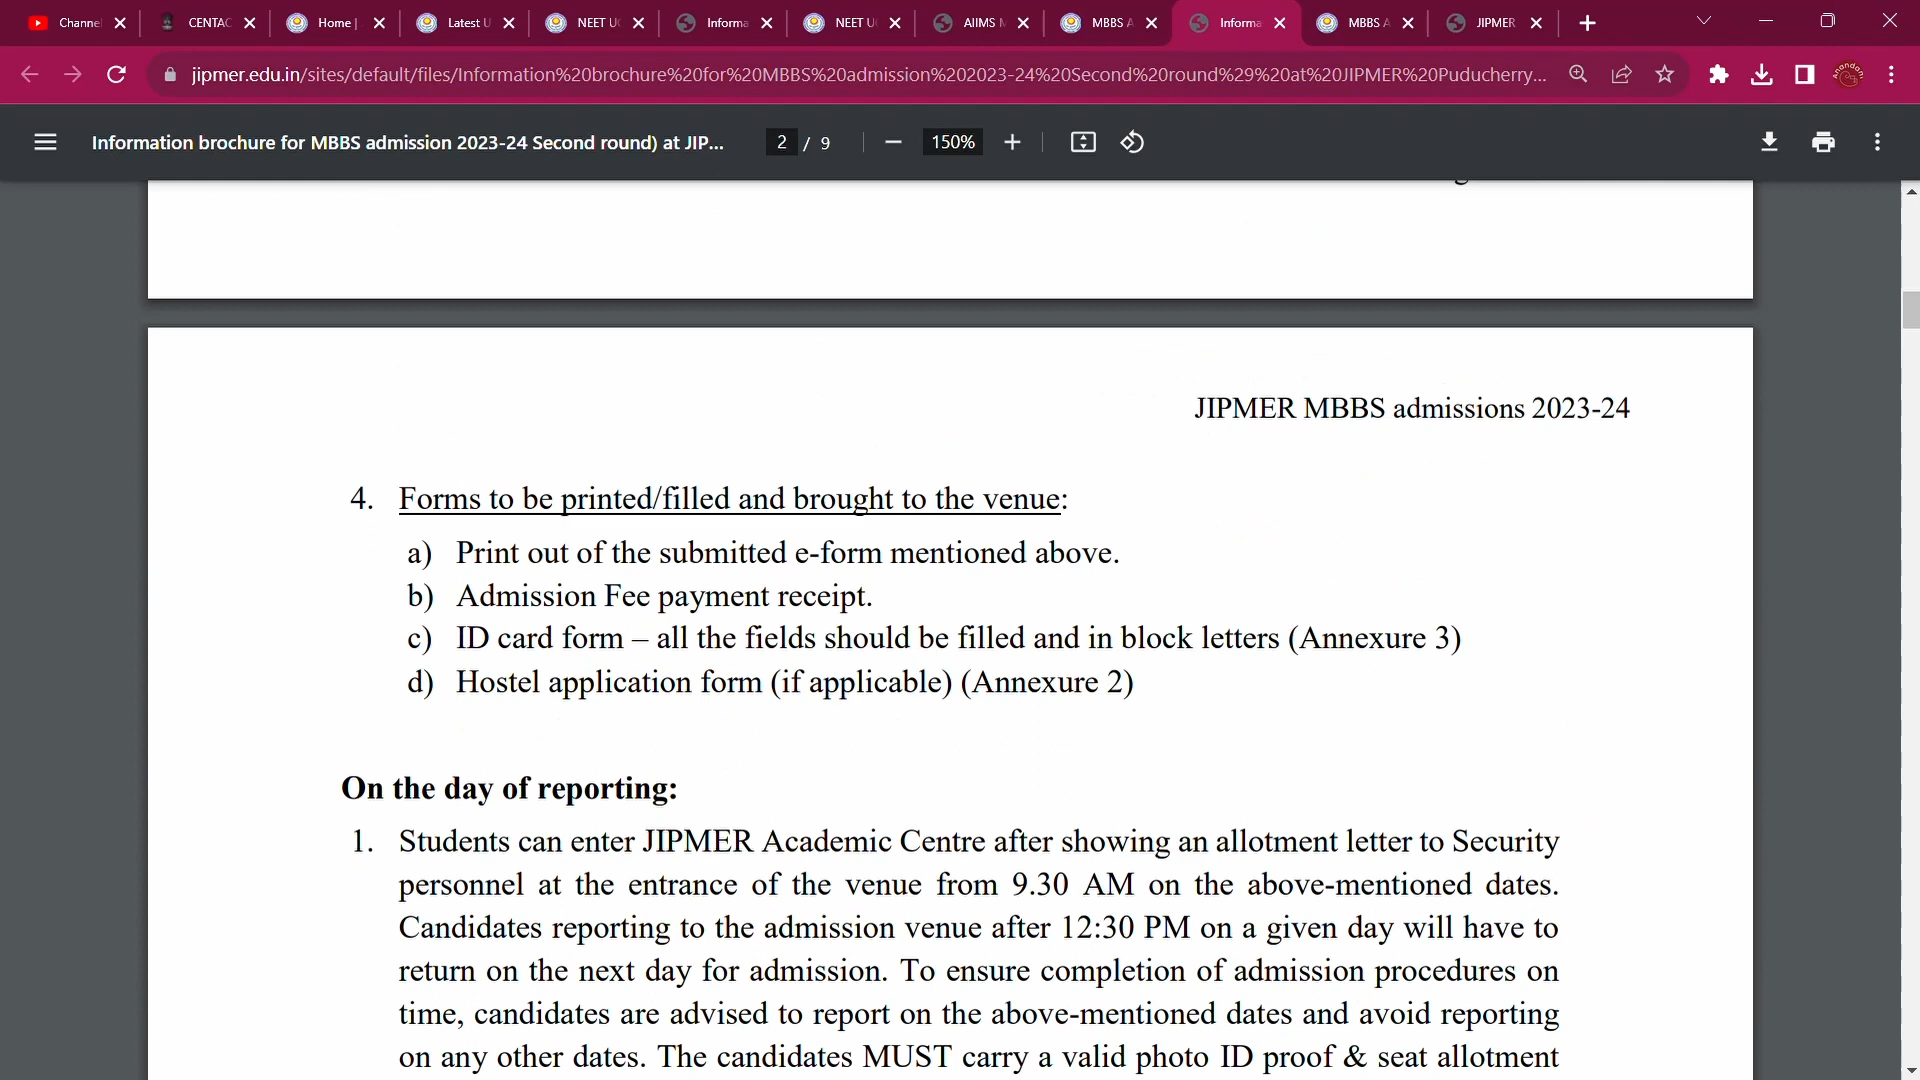 Channe CENTAC Home | Latest U NEET U Informa NEET U AIIMS M MBBS A Informa MBBS A JIPMER
jipmer.edu.in/sites/default/files/Information%20brochure%20for%20MBBS%20admission%202023-24%20Second%20round%29%20at%20JIPMER%20Puducherry...
Information brochure for MBBS admission 2023-24 Second round) at JIP... 2 / 9 150%
JIPMER MBBS admissions 2023-24
4. Forms to be printed/filled and brought to the venue:
a) Print out of the submitted e-form mentioned above.
b) Admission Fee payment receipt.
c) ID card form – all the fields should be filled and in block letters (Annexure 3)
d) Hostel application form (if applicable) (Annexure 2)
On the day of reporting:
1. Students can enter JIPMER Academic Centre after showing an allotment letter to Security
personnel at the entrance of the venue from 9.30 AM on the above-mentioned dates.
Candidates reporting to the admission venue after 12:30 PM on a given day will have to
return on the next day for admission. To ensure completion of admission procedures on
time, candidates are advised to report on the above-mentioned dates and avoid reporting
on any other dates. The candidates MUST carry a valid photo ID proof & seat allotment